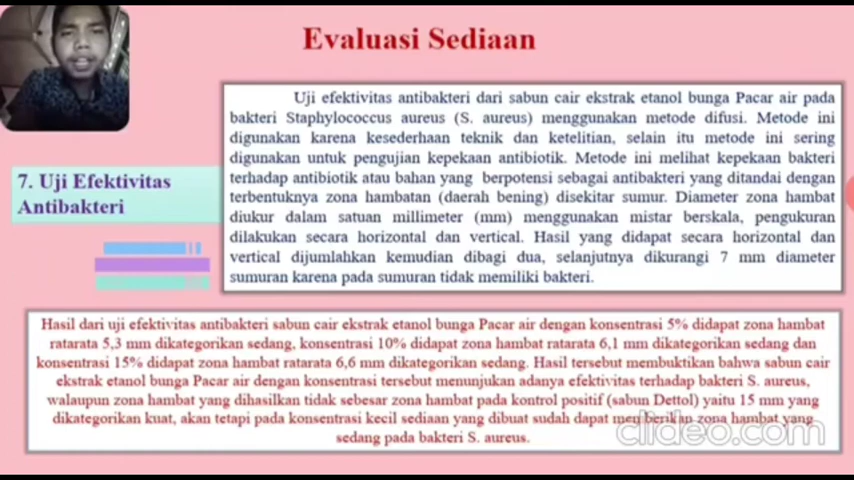 Evaluasi Sediaan
7. Uji Efektivitas
Antibakteri
Uji efektivitas antibakteri dari sabun cair ekstrak etanol bunga Pacar air pada
bakteri Staphylococcus aureus (S. aureus) menggunakan metode difusi. Metode ini
digunakan karena kesederhaan teknik dan ketelitian, selain itu metode ini sering
digunakan untuk pengujian kepekaan antibiotik. Metode ini melihat kepekaan bakteri
terhadap antibiotik atau bahan yang berpotensi sebagai antibakteri yang ditandai dengan
terbentuknya zona hambatan (daerah bening) disekitar sumur. Diameter zona hambat
diukur dalam satuan millimeter (mm) menggunakan mistar berskala, pengukuran
dilakukan secara horizontal dan vertical. Hasil yang didapat secara horizontal dan
vertical dijumlahkan kemudian dibagi dua, selanjutnya dikurangi 7 mm diameter
sumuran karena pada sumuran tidak memiliki bakteri.
Hasil dari uji efektivitas antibakteri sabun cair ekstrak etanol bunga Pacar air dengan konsentrasi 5% didapat zona hambat
ratarata 5,3 mm dikategorikan sedang, konsentrasi 10% didapat zona hambat ratarata 6,1 mm dikategorikan sedang dan
konsentrasi 15% didapat zona hambat ratarata 6,6 mm dikategorikan sedang. Hasil tersebut membuktikan bahwa sabun cair
ekstrak etanol bunga Pacar air dengan konsentrasi tersebut menunjukan adanya efektivitas terhadap bakteri S. aureus,
walaupun zona hambat yang dihasilkan tidak sebesar zona hambat pada kontrol positif (sabun Dettol) yaitu 15 mm yang
dikategorikan kuat, akan tetapi pada konsentrasi kecil sediaan yang dibuat sudah dapat memberikan zona hambat yang
sedang pada bakteri S. aureus.
clideo.com